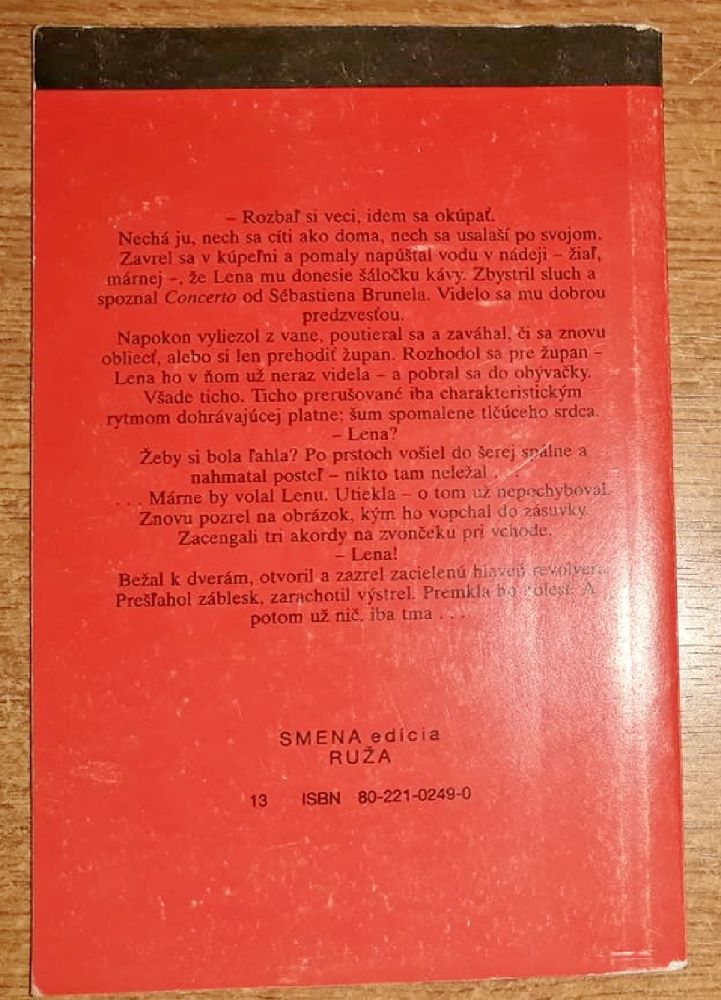 – Rozbaľ si veci, idem sa okúpať.
Nechá ju, nech sa cíti ako doma, nech sa usalaší po svojom.
Zavrel sa v kúpeľni a pomaly napúštal vodu v nádeji – žiaľ,
márnej –, že Lena mu donesie šáločku kávy. Zbystril sluch a
spoznal Concerto od Sébastiena Brunela. Videlo sa mu dobrou
predzvesťou.
Napokon vyliezol z vane, poutieral sa a zaváhal, či sa znovu
obliecť, alebo si len prehodiť župan. Rozhodol sa pre župan –
Lena ho v ňom už neraz videla – a pobral sa do obývačky.
Všade ticho. Ticho prerušované iba charakteristickým
rytmom dohrávajúcej platne; šum spomalene tlčúceho srdca.
– Lena?
Žeby si bola ľahla? Po prstoch vošiel do šerej spálne a
nahmatal posteľ – nikto tam neležal . . .
. . . Márne by volal Lenu. Utiekla – o tom už nepochyboval.
Znovu pozrel na obrázok, kým ho vopchal do zásuvky.
Zacengali tri akordy na zvončeku pri vchode.
– Lena!
Bežal k dverám, otvoril a zazrel zacielenú hlaveň revolvera.
Prešľahol záblesk, zarachotil výstrel. Premkla ho bolesť. A
potom už nič, iba tma . . .
SMENA edícia
RUŽA
13 ISBN 80-221-0249-0